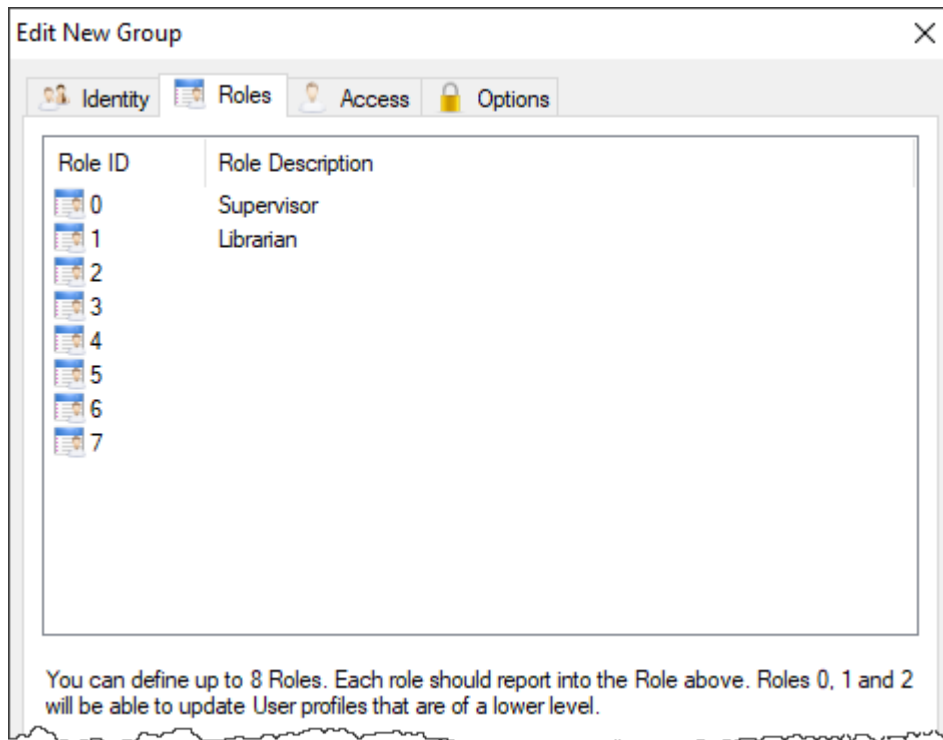 Edit New Group
Identity Roles Access Options
Role ID Role Description
0 Supervisor
1 Librarian
2
3
4
5
6
7
You can define up to 8 Roles. Each role should report into the Role above. Roles 0, 1 and 2
will be able to update User profiles that are of a lower level.